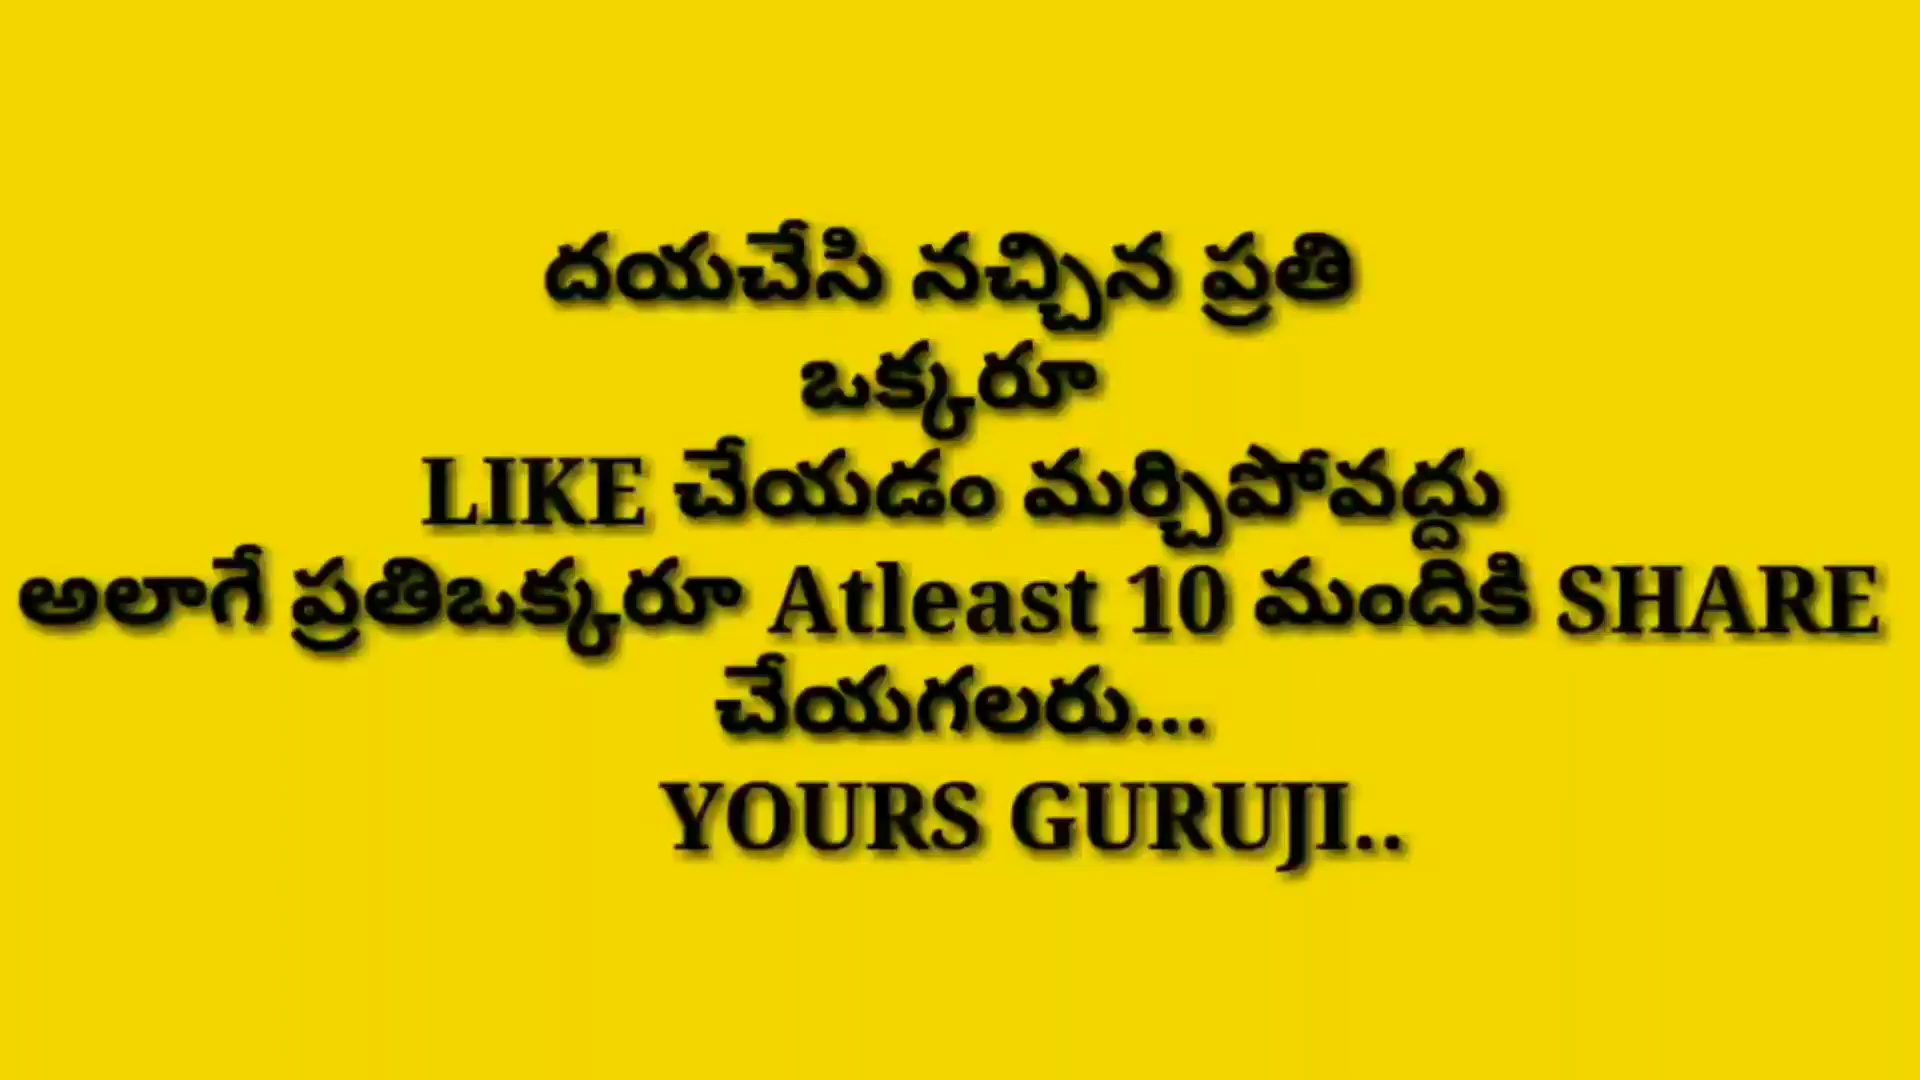 దయచేసి నచ్చిన ప్రతి
ఒక్కరూ
LIKE చేయడం మర్చిపోవద్దు
అలాగే ప్రతిఒక్కరూ Atleast 10 మందికి SHARE
చేయగలరు...
YOURS GURUJI..